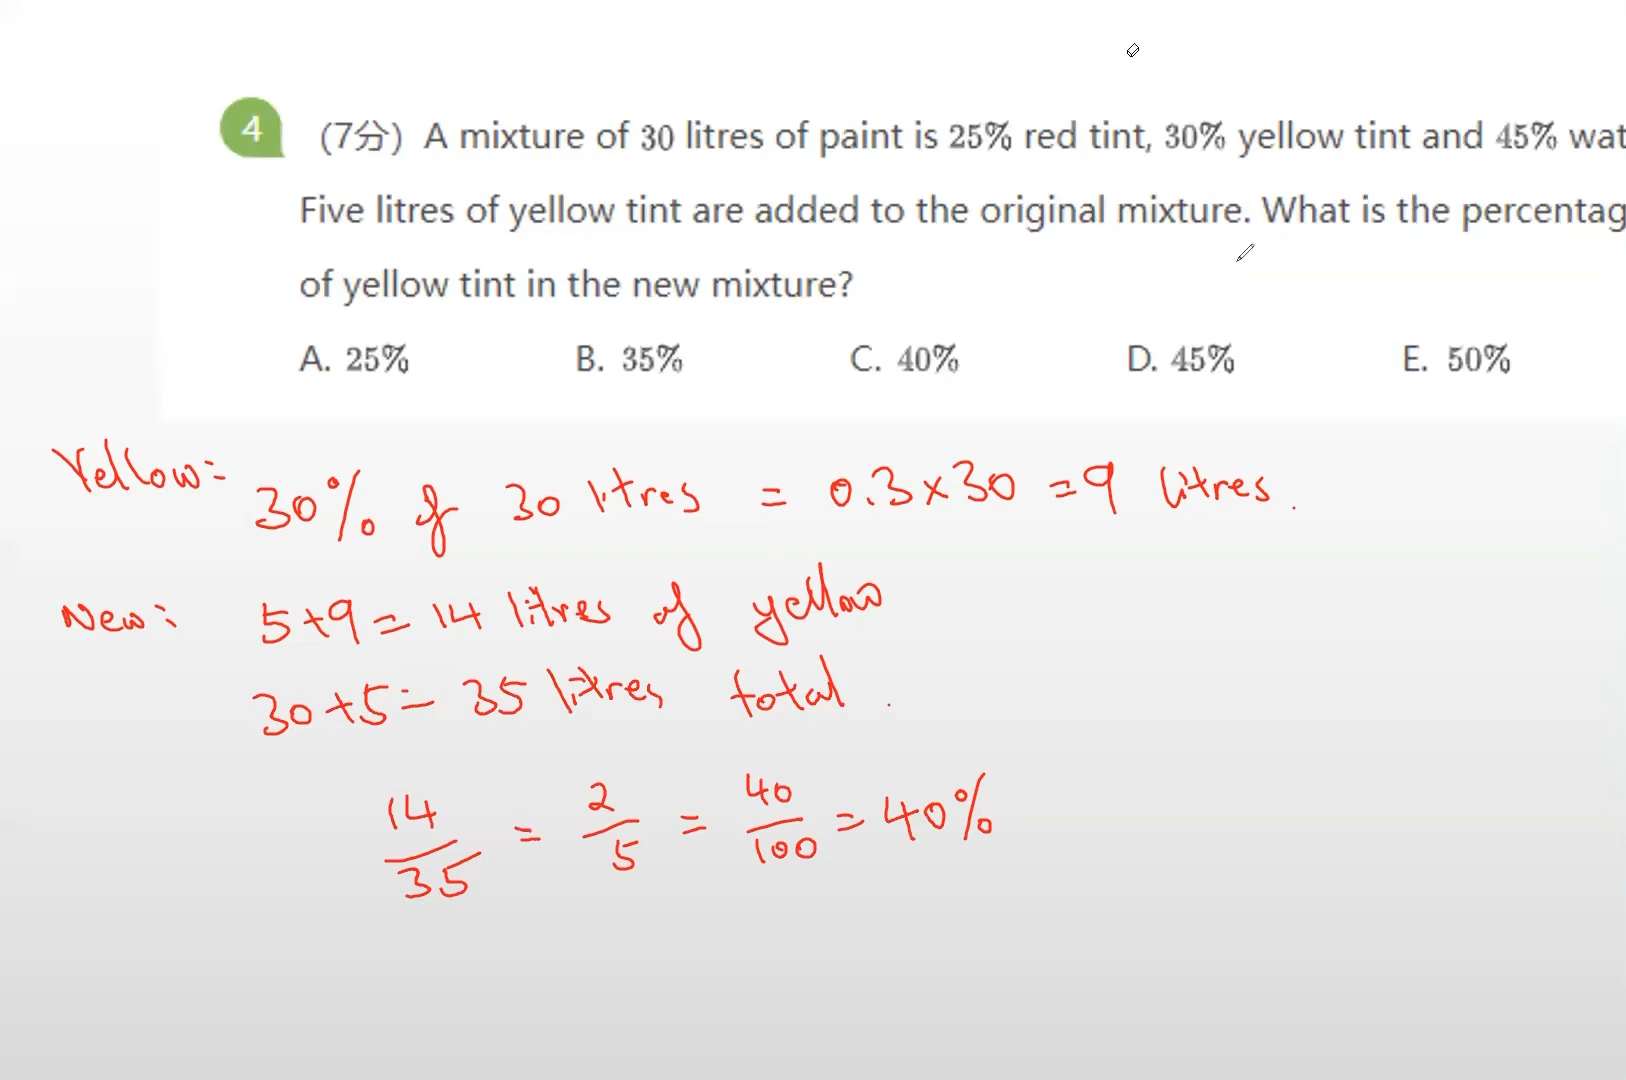 4 (7分) A mixture of 30 litres of paint is 25% red tint, 30% yellow tint and 45% wat
Five litres of yellow tint are added to the original mixture. What is the percentag
of yellow tint in the new mixture?
A. 25% B. 35% C. 40% D. 45% E. 50%
Yellow: 30% of 30 litres = 0.3×30 = 9 litres.
New: 5+9 = 14 litres of yellow
30+5 = 35 litres total.
14/35 = 2/5 = 40/100 = 40%